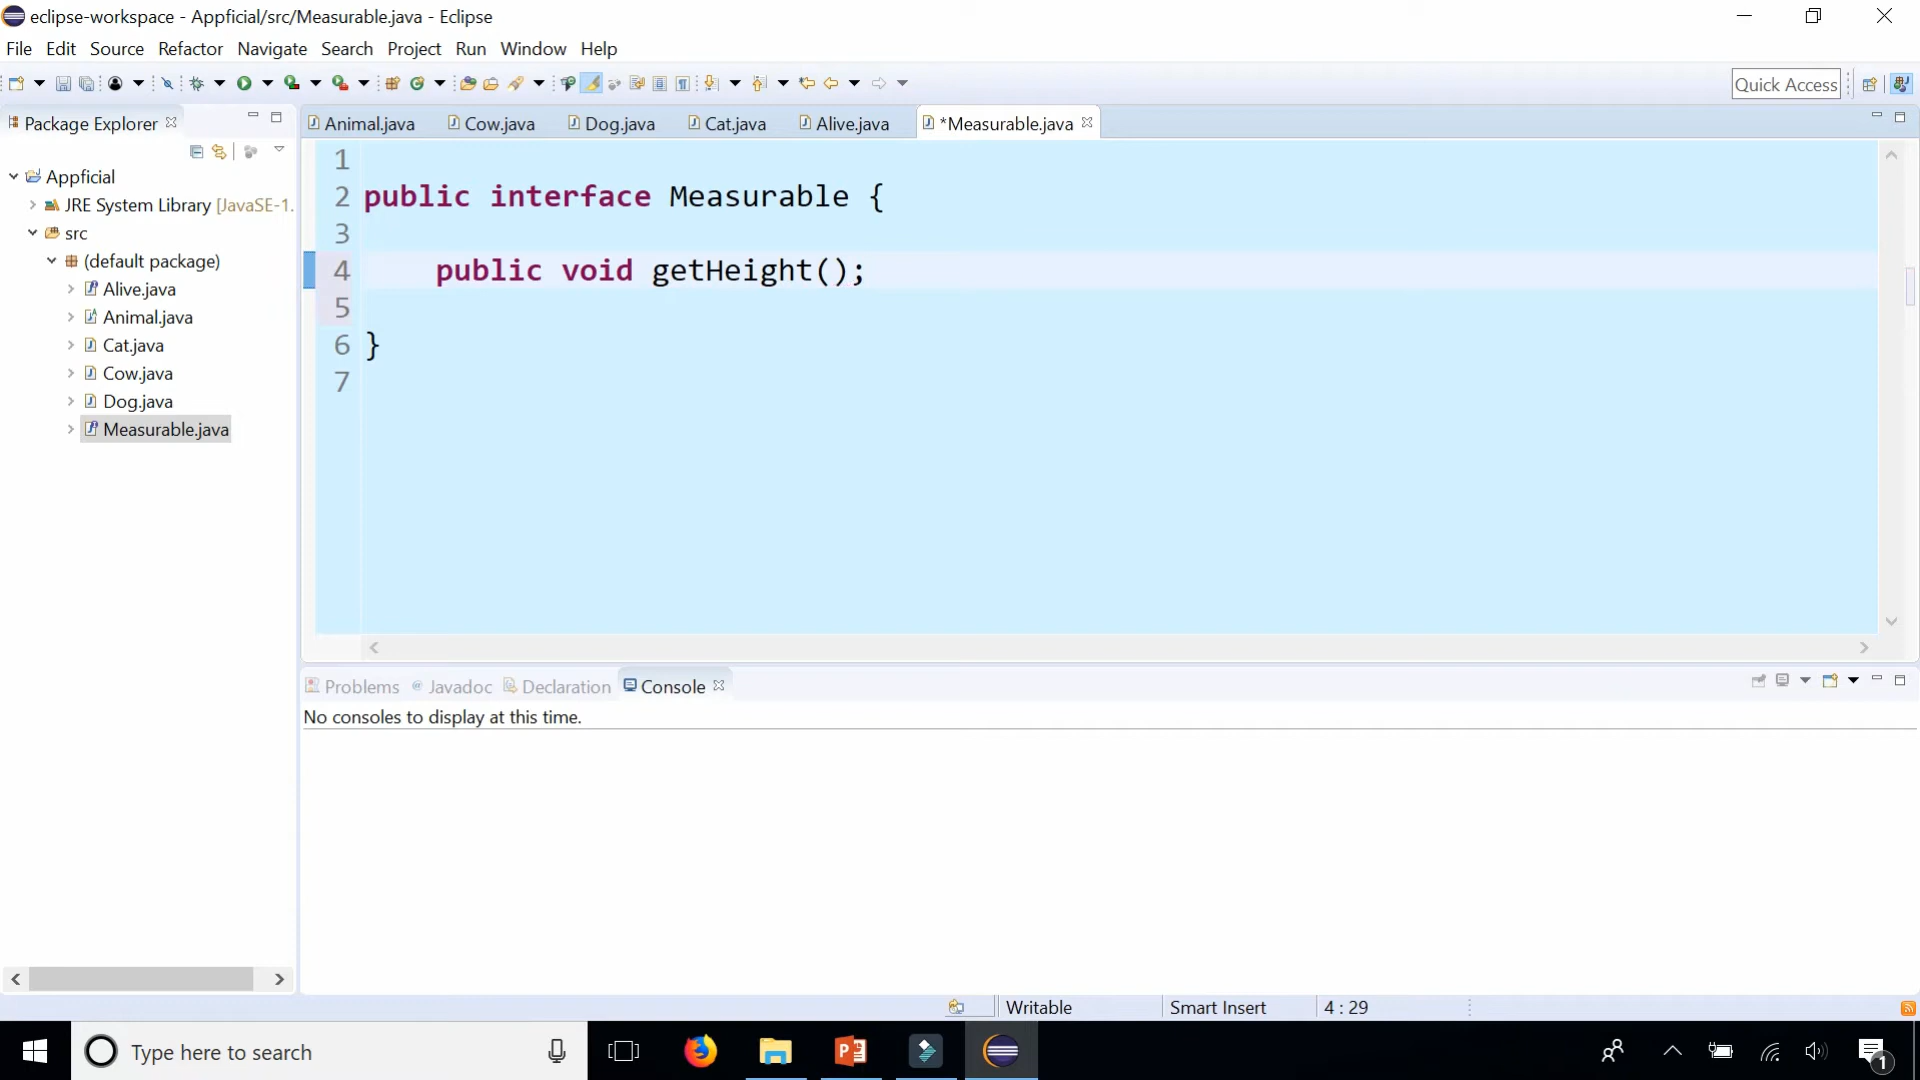 eclipse-workspace - Appficial/src/Measurable.java - Eclipse
File Edit Source Refactor Navigate Search Project Run Window Help
Quick Access
Package Explorer
Animal.java Cow.java Dog.java Cat.java Alive.java *Measurable.java
Appficial
JRE System Library [JavaSE-1.
src
(default package)
Alive.java
Animal.java
Cat.java
Cow.java
Dog.java
Measurable.java
1
2 public interface Measurable {
3
4 public void getHeight();
5
6 }
7
Problems Javadoc Declaration Console
No consoles to display at this time.
Writable Smart Insert 4 : 29
Type here to search
1